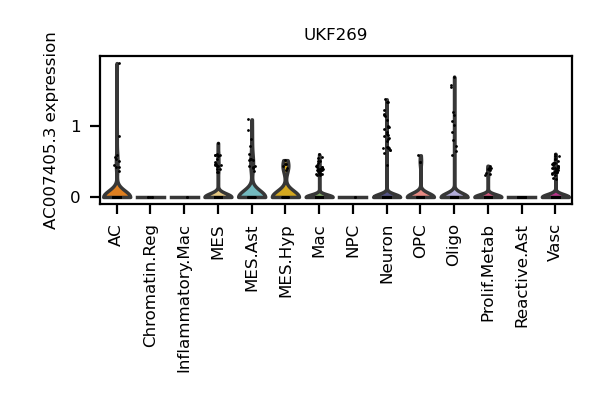 UKF269
AC007405.3 expression
1
0
AC
Chromatin.Reg
Inflammatory.Mac
MES
MES.Ast
MES.Hyp
Mac
NPC
Neuron
OPC
Oligo
Prolif.Metab
Reactive.Ast
Vasc